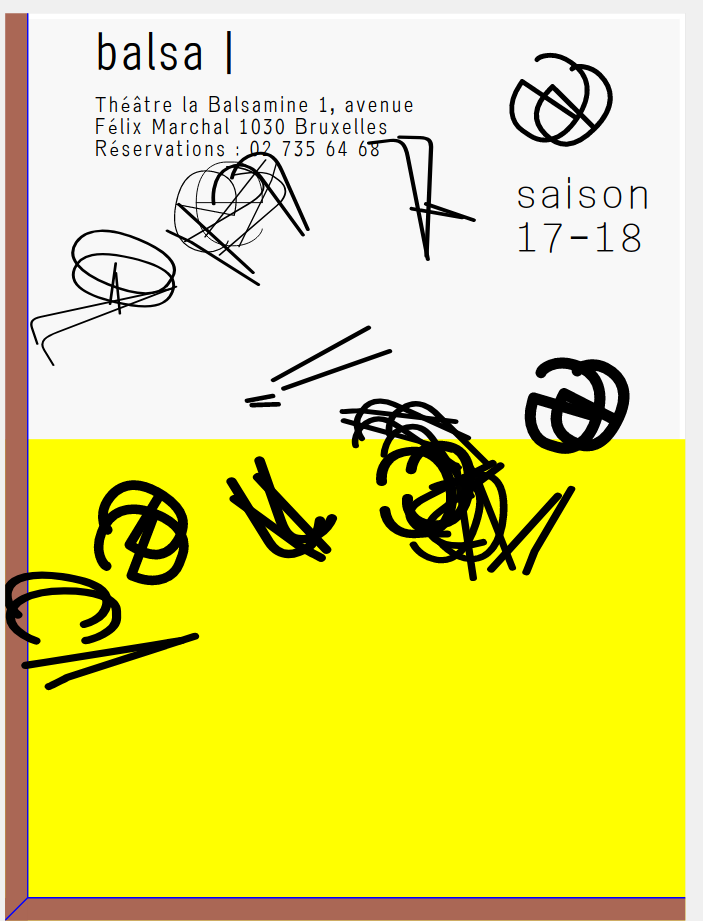 balsa |
Théâtre la Balsamine 1, avenue
Félix Marchal 1030 Bruxelles
Réservations : 02 735 64 68
saison
17-18